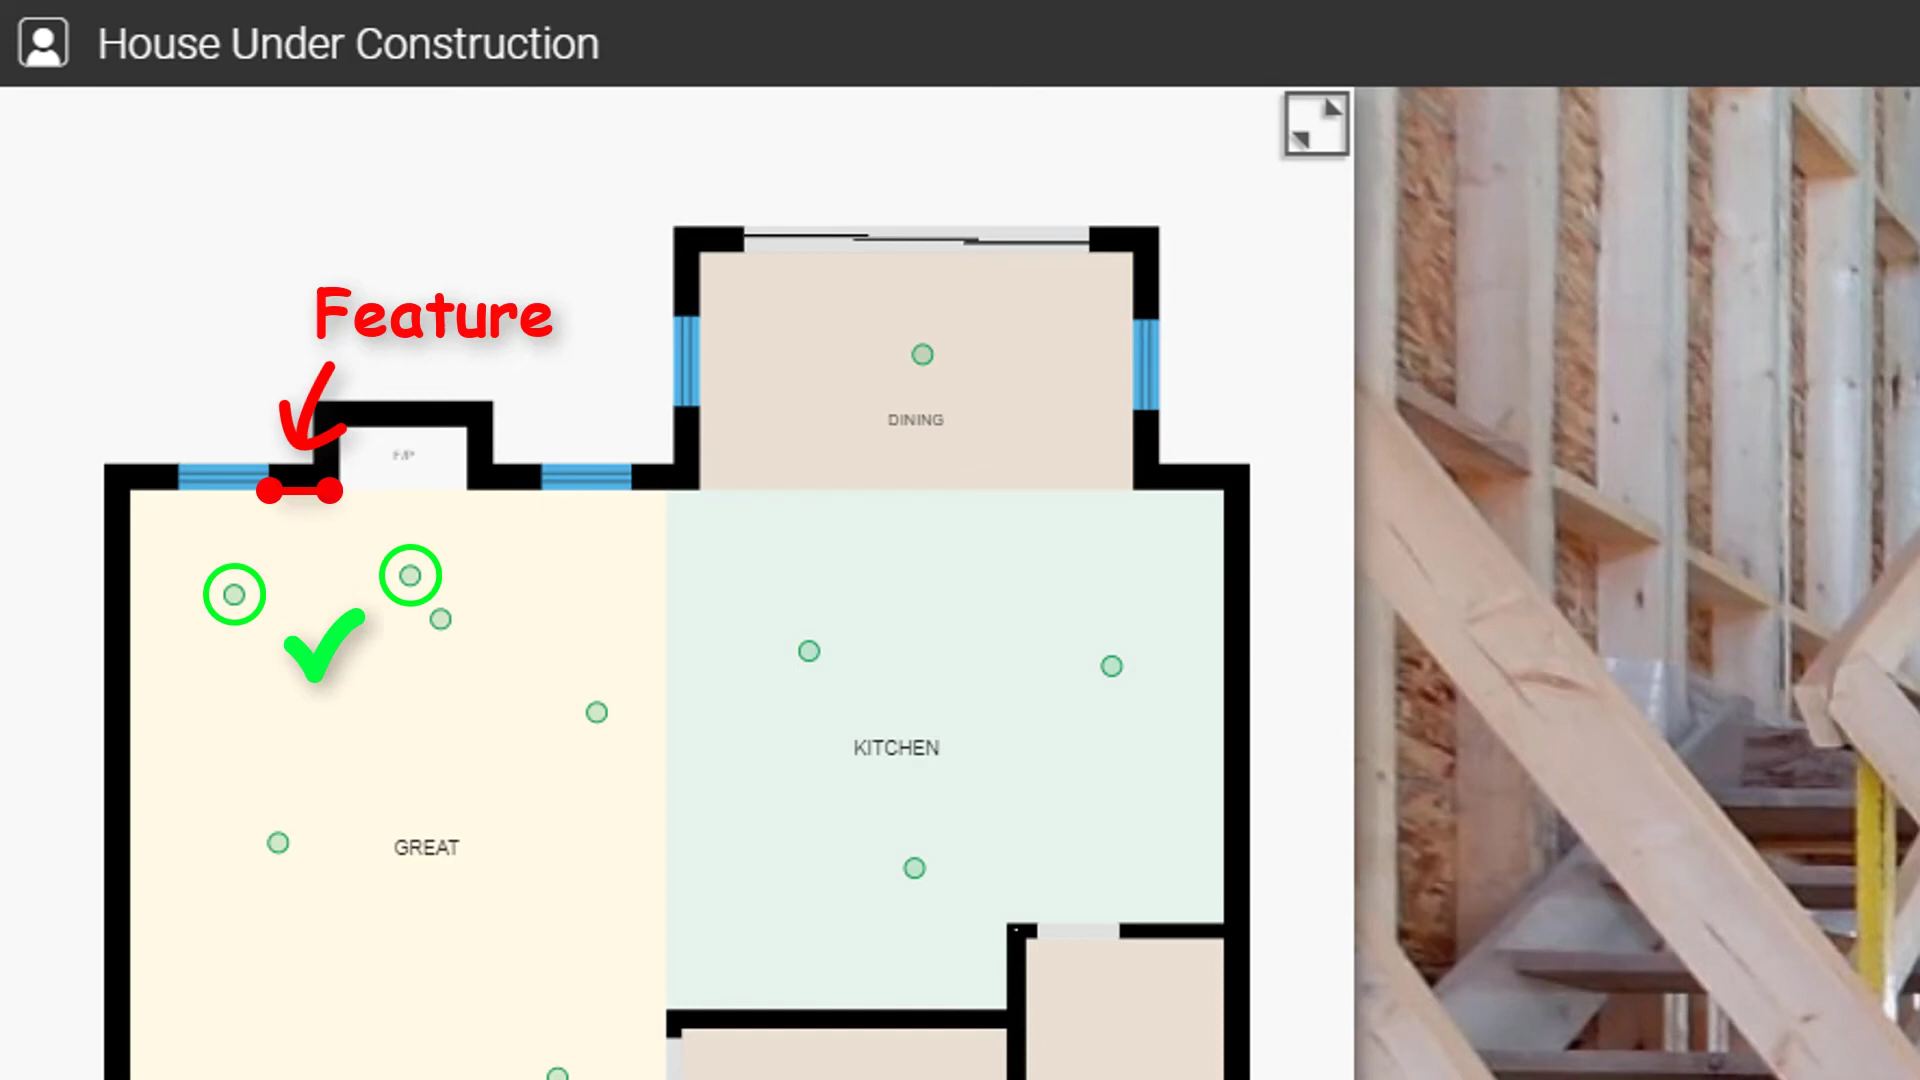 House Under Construction
Feature
DINING
F/P
KITCHEN
GREAT